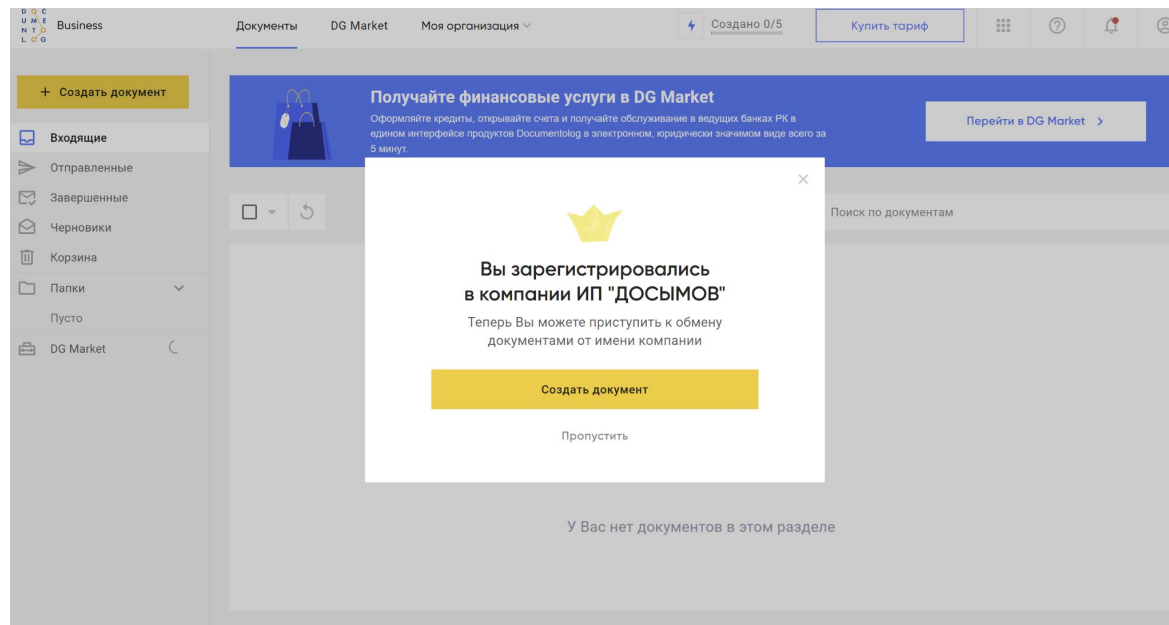 DOC
UME
NTO
LOG
Business
Документы
DG Market
Моя организация
Создано 0/5
Купить тариф
+ Создать документ
Входящие
Отправленные
Завершенные
Черновики
Корзина
Папки
Пусто
DG Market
Получайте финансовые услуги в DG Market
Оформляйте кредиты, открывайте счета и получайте обслуживание в ведущих банках РК в
едином интерфейсе продуктов Documentolog в электронном, юридически значимом виде всего за
5 минут.
Перейти в DG Market >
Поиск по документам
Вы зарегистрировались
в компании ИП "ДОСЫМОВ"
Теперь Вы можете приступить к обмену
документами от имени компании
Создать документ
Пропустить
У Вас нет документов в этом разделе